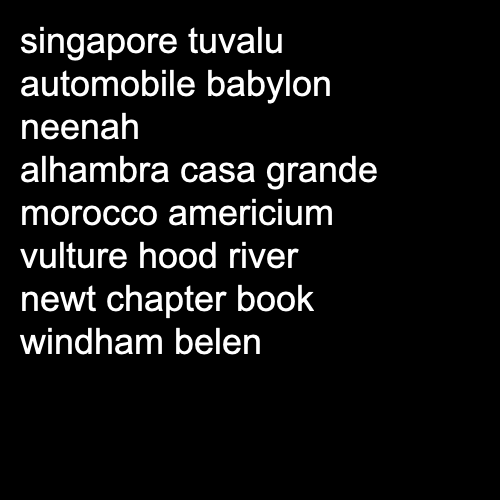 singapore tuvalu
automobile babylon
neenah
alhambra casa grande
morocco americium
vulture hood river
newt chapter book
windham belen